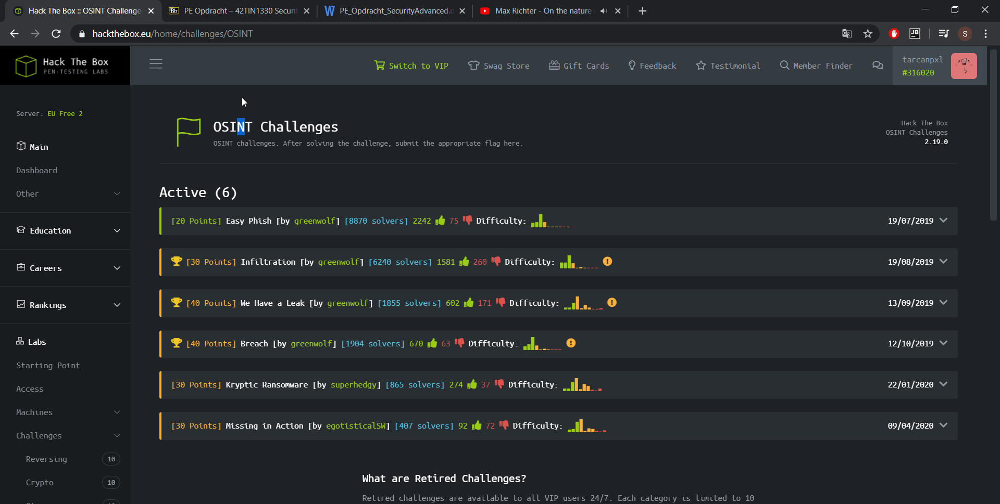 Hack The Box :: OSINT Challenge
PE Opdracht – 42TIN1330 Securi
PE_Opdracht_SecurityAdvanced.d
Max Richter - On the nature
hackthebox.eu/home/challenges/OSINT
JB
S
Hack The Box
PEN-TESTING LABS
Switch to VIP
Swag Store
Gift Cards
Feedback
Testimonial
Member Finder
tarcanpxl
#316020
Server: EU Free 2
Main
Dashboard
Other
Education
Careers
Rankings
Labs
Starting Point
Access
Machines
Challenges
Reversing 10
Crypto 10
OSINT Challenges
OSINT challenges. After solving the challenge, submit the appropriate flag here.
Hack The Box
OSINT Challenges
2.19.0
Active (6)
[20 Points] Easy Phish [by greenwolf] [8870 solvers] 2242 75 Difficulty: 19/07/2019
[30 Points] Infiltration [by greenwolf] [6240 solvers] 1581 260 Difficulty: 19/08/2019
[40 Points] We Have a Leak [by greenwolf] [1855 solvers] 602 171 Difficulty: 13/09/2019
[40 Points] Breach [by greenwolf] [1904 solvers] 670 63 Difficulty: 12/10/2019
[30 Points] Kryptic Ransomware [by superhedgy] [865 solvers] 274 37 Difficulty: 22/01/2020
[30 Points] Missing in Action [by egotisticalSW] [407 solvers] 92 72 Difficulty: 09/04/2020
What are Retired Challenges?
Retired challenges are available to all VIP users 24/7. Each category is limited to 10